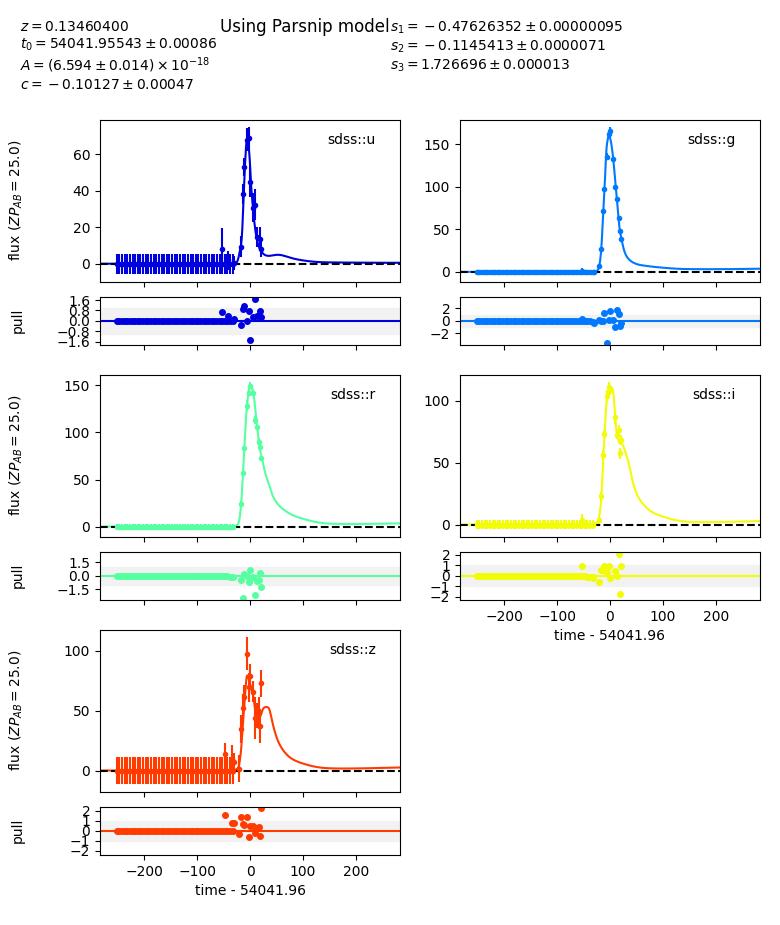 Using Parsnip model
z = 0.13460400
t0 = 54041.95543 ± 0.00086
A = (6.594 ± 0.014) × 10^−18
c = −0.10127 ± 0.00047
s1 = −0.47626352 ± 0.00000095
s2 = −0.1145413 ± 0.0000071
s3 = 1.726696 ± 0.000013
sdss::u
flux (ZP_AB = 25.0)
60
40
20
0
pull
1.6
0.8
0.0
−0.8
−1.6
sdss::g
150
100
50
0
2
0
−2
sdss::r
flux (ZP_AB = 25.0)
150
100
50
0
pull
1.5
0.0
−1.5
sdss::i
100
50
0
2
1
0
−1
−2
−200 −100 0 100 200
time - 54041.96
sdss::z
flux (ZP_AB = 25.0)
100
50
0
pull
2
1
0
−1
−2
−200 −100 0 100 200
time - 54041.96